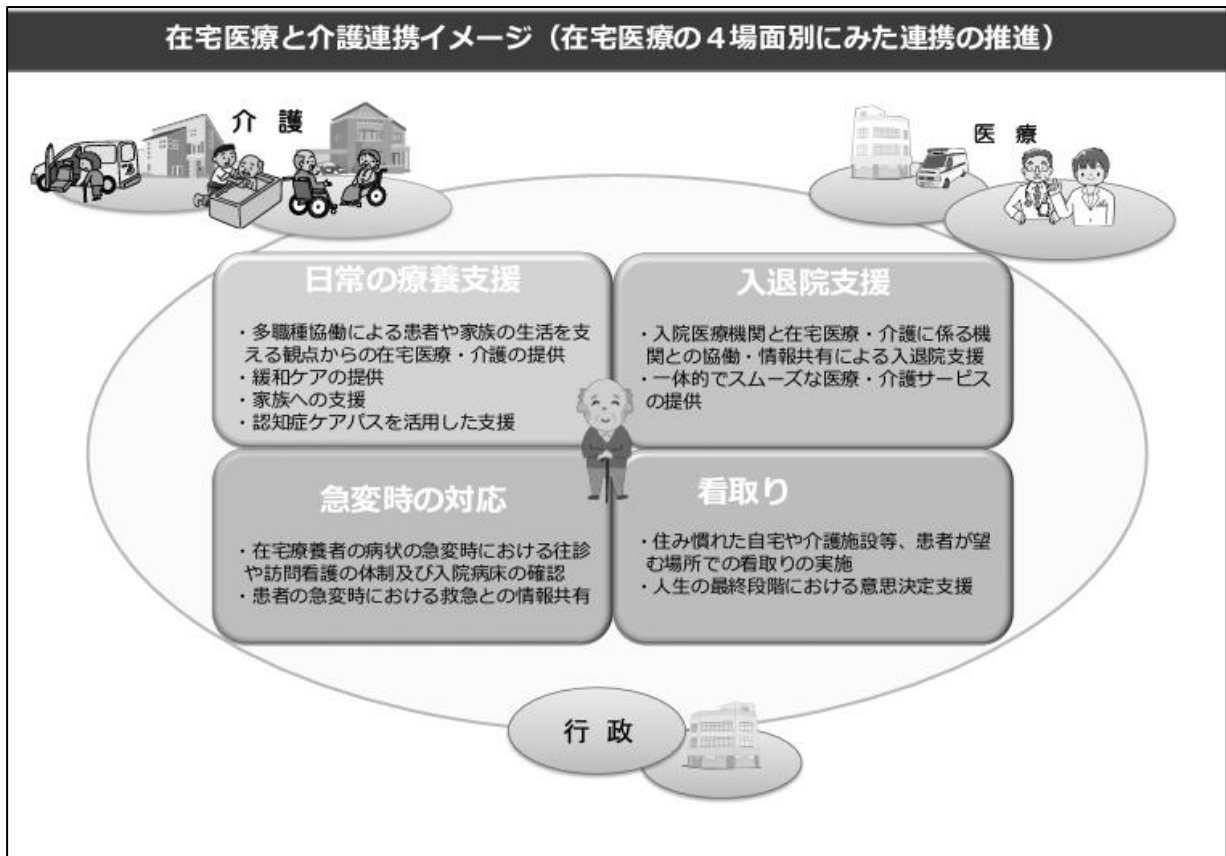 在宅医療と介護連携イメージ（在宅医療の４場面別にみた連携の推進）
介 護
医 療
日常の療養支援
・多職種協働による患者や家族の生活を支
える観点からの在宅医療・介護の提供
・緩和ケアの提供
・家族への支援
・認知症ケアパスを活用した支援
入退院支援
・入院医療機関と在宅医療・介護に係る機
関との協働・情報共有による入退院支援
・一体的でスムーズな医療・介護サービス
の提供
急変時の対応
・在宅療養者の病状の急変時における往診
や訪問看護の体制及び入院病床の確認
・患者の急変時における救急との情報共有
看取り
・住み慣れた自宅や介護施設等、患者が望
む場所での看取りの実施
・人生の最終段階における意思決定支援
行 政